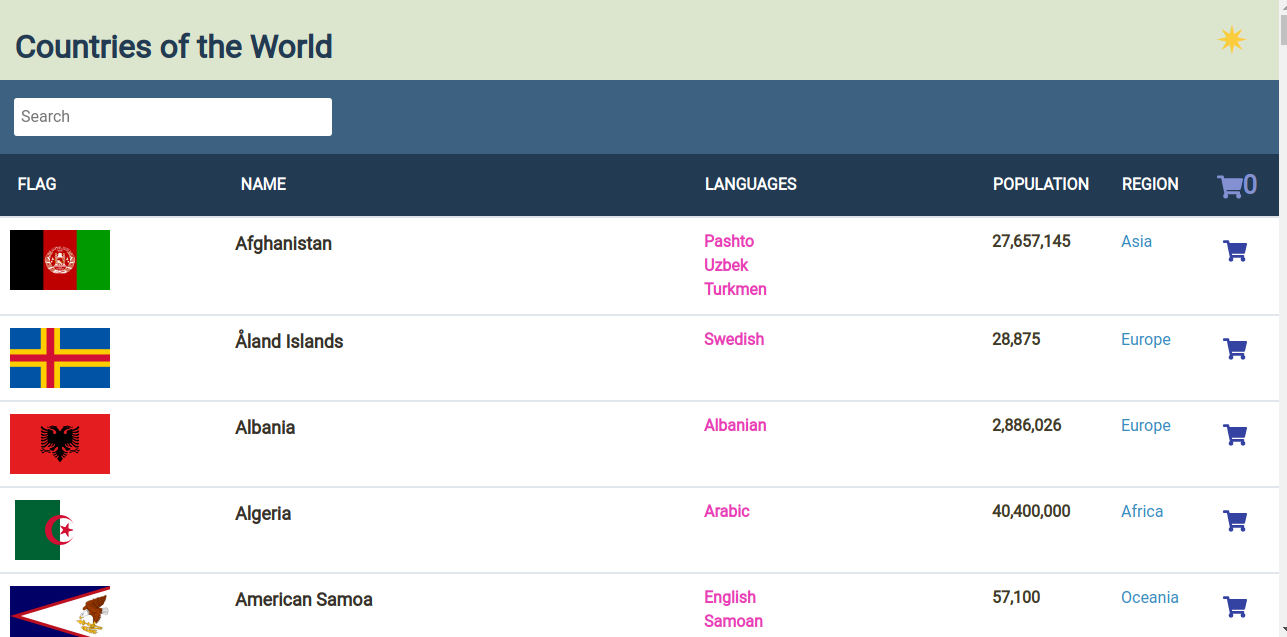 Countries of the World
Search
FLAG NAME LANGUAGES POPULATION REGION 0
Afghanistan Pashto 27,657,145 Asia
Uzbek
Turkmen
Åland Islands Swedish 28,875 Europe
Albania Albanian 2,886,026 Europe
Algeria Arabic 40,400,000 Africa
American Samoa English 57,100 Oceania
Samoan